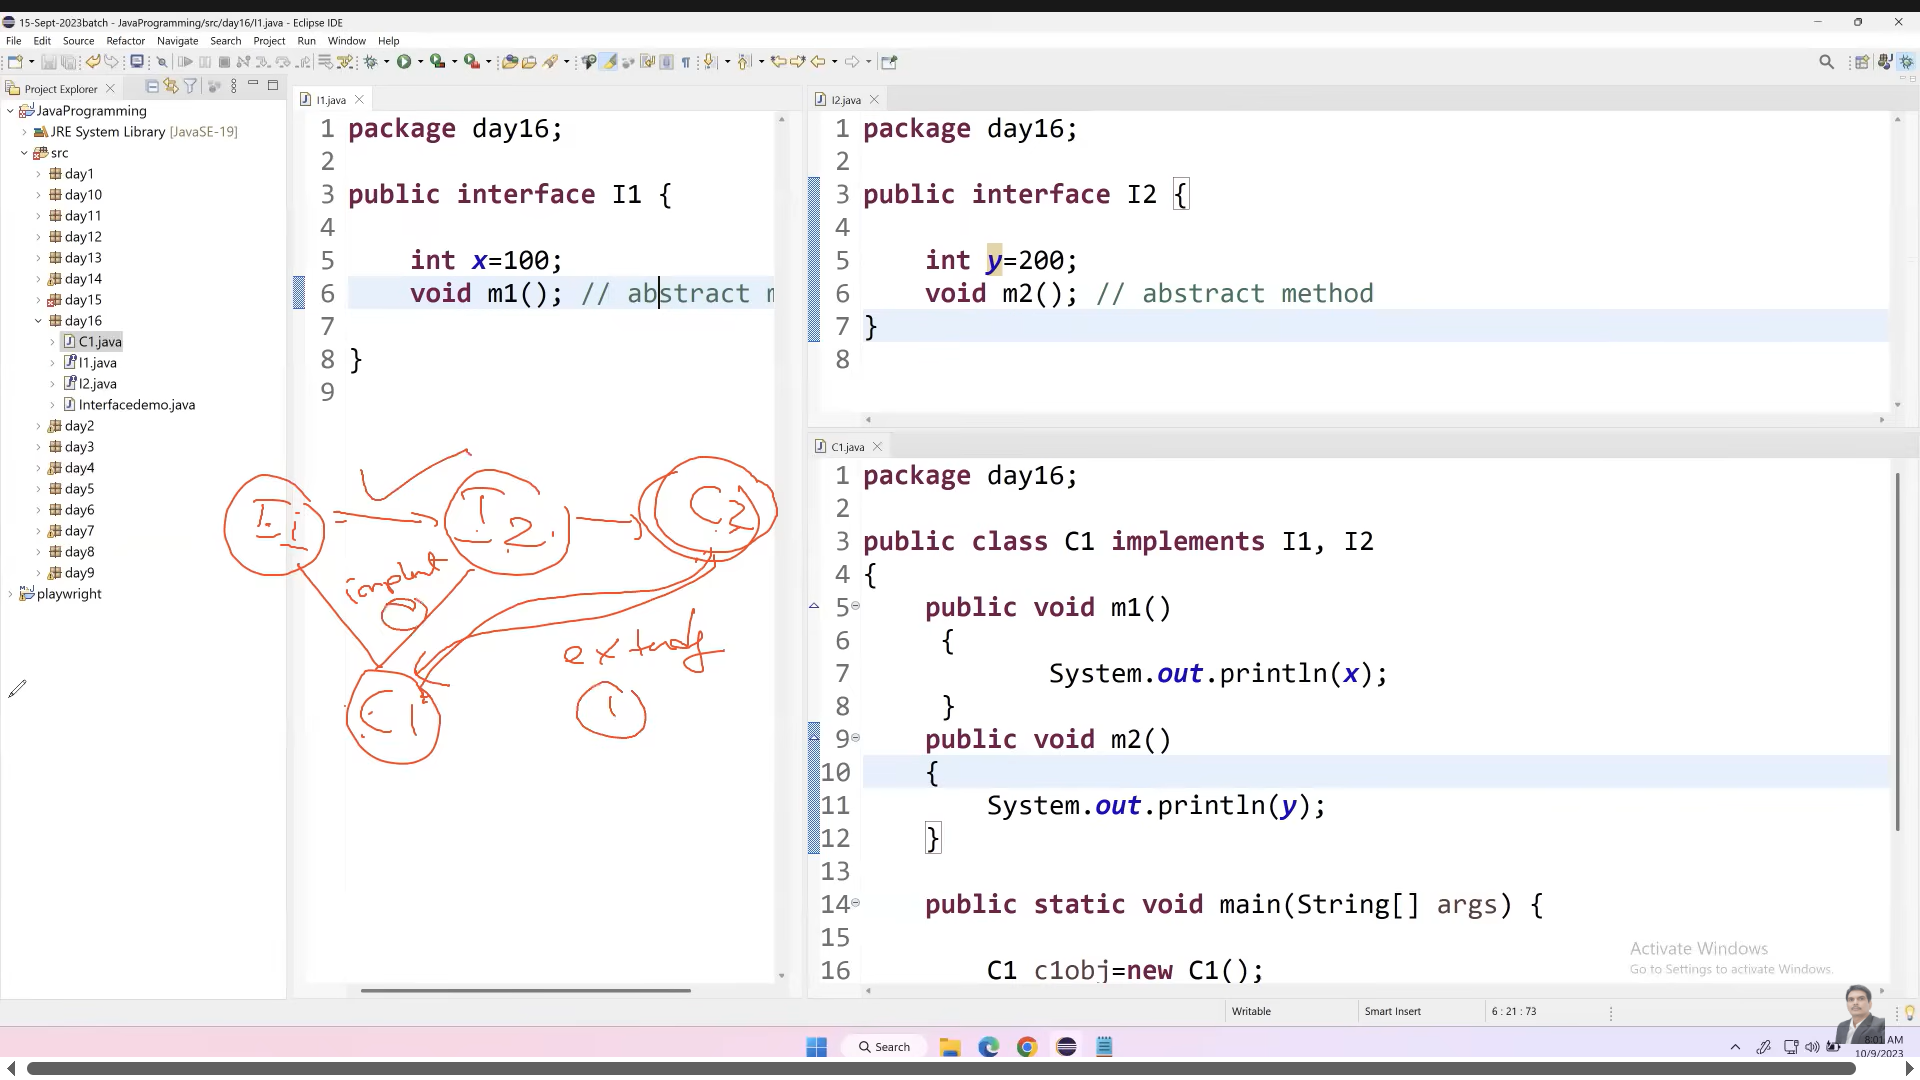 15-Sept-2023batch - JavaProgramming/src/day16/I1.java - Eclipse IDE
File Edit Source Refactor Navigate Search Project Run Window Help
Project Explorer
JavaProgramming
JRE System Library [JavaSE-19]
src
day1
day10
day11
day12
day13
day14
day15
day16
C1.java
I1.java
I2.java
Interfacedemo.java
day2
day3
day4
day5
day6
day7
day8
day9
playwright
I1.java
1 package day16;
2
3 public interface I1 {
4
5 int x=100;
6 void m1(); // abstract m
7
8 }
9
I1
I2
C2
implemt
C1
extends
1
I2.java
1 package day16;
2
3 public interface I2 {
4
5 int y=200;
6 void m2(); // abstract method
7 }
8
C1.java
1 package day16;
2
3 public class C1 implements I1, I2
4 {
5 public void m1()
6 {
7 System.out.println(x);
8 }
9 public void m2()
10 {
11 System.out.println(y);
12 }
13
14 public static void main(String[] args) {
15
16 C1 c1obj=new C1();
Activate Windows
Go to Settings to activate Windows.
Writable Smart Insert 6 : 21 : 73
Search
8:01 AM
10/9/2023